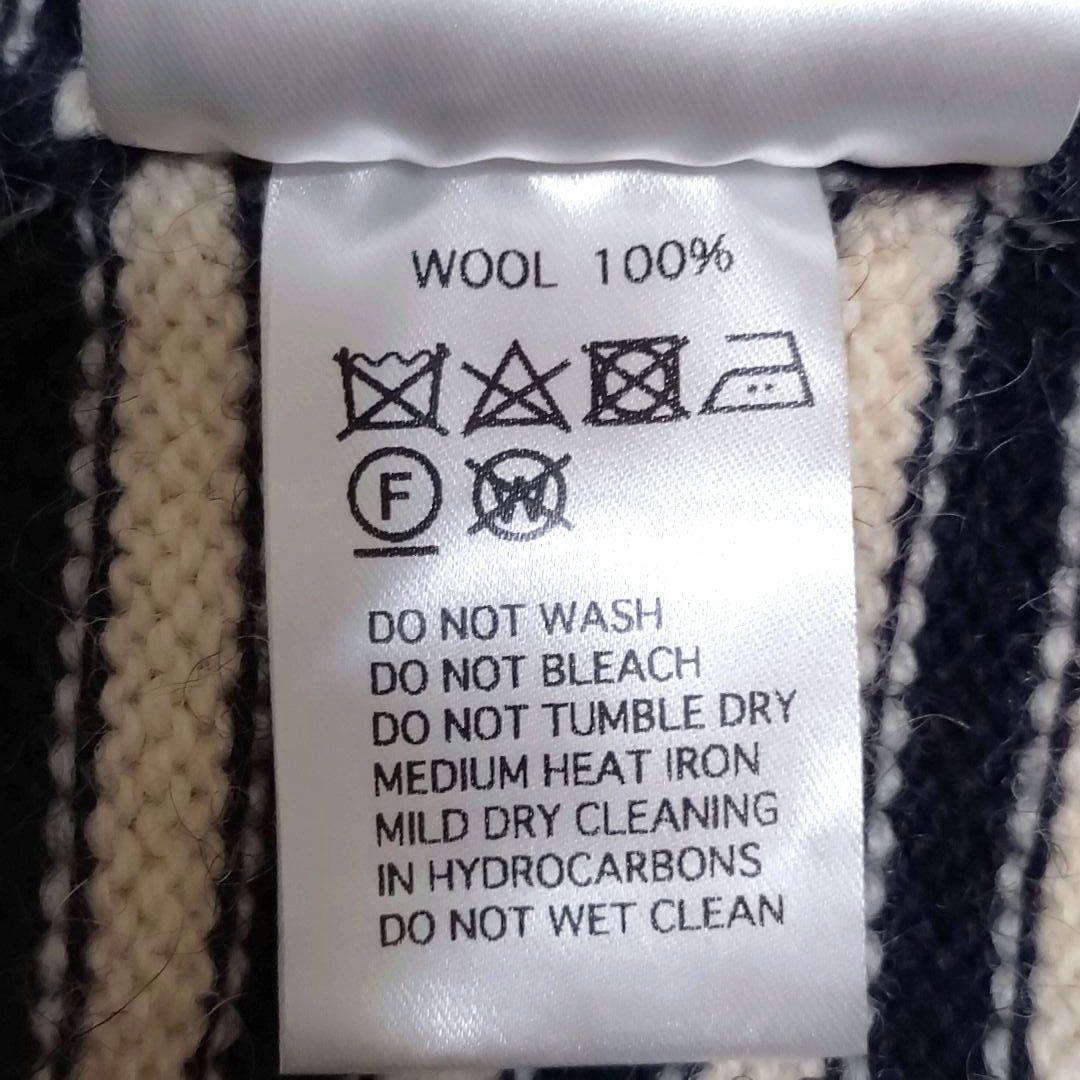 WOOL 100%
F
W
DO NOT WASH
DO NOT BLEACH
DO NOT TUMBLE DRY
MEDIUM HEAT IRON
MILD DRY CLEANING
IN HYDROCARBONS
DO NOT WET CLEAN